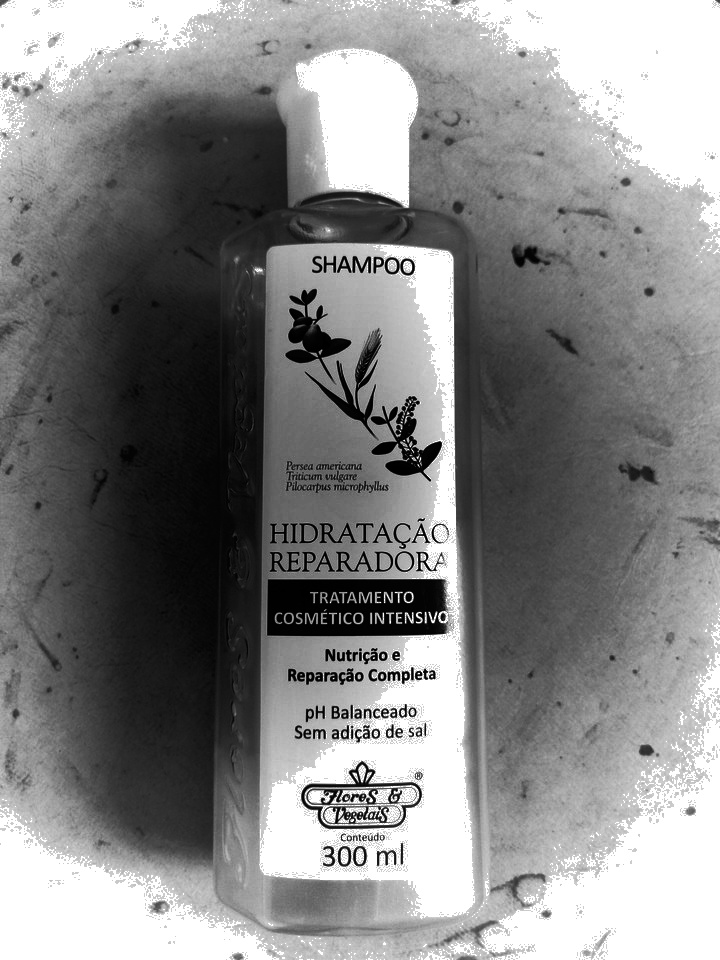 SHAMPOO
Persea americana
Triticum vulgare
Pilocarpus microphyllus
HIDRATAÇÃO
REPARADORA
TRATAMENTO
COSMÉTICO INTENSIVO
Nutrição e
Reparação Completa
pH Balanceado
Sem adição de sal
Flores &
Vegetais
®
Conteúdo
300 ml